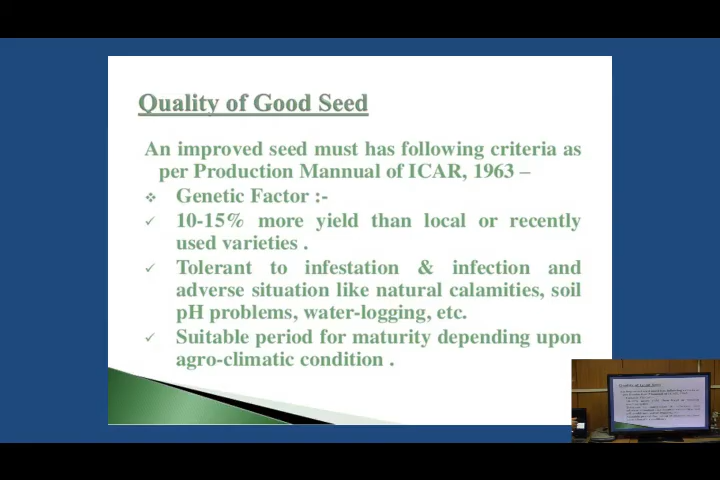 Quality of Good Seed
An improved seed must has following criteria as
per Production Mannual of ICAR, 1963 –
❖ Genetic Factor :-
✓ 10-15% more yield than local or recently
used varieties .
✓ Tolerant to infestation & infection and
adverse situation like natural calamities, soil
pH problems, water-logging, etc.
✓ Suitable period for maturity depending upon
agro-climatic condition .